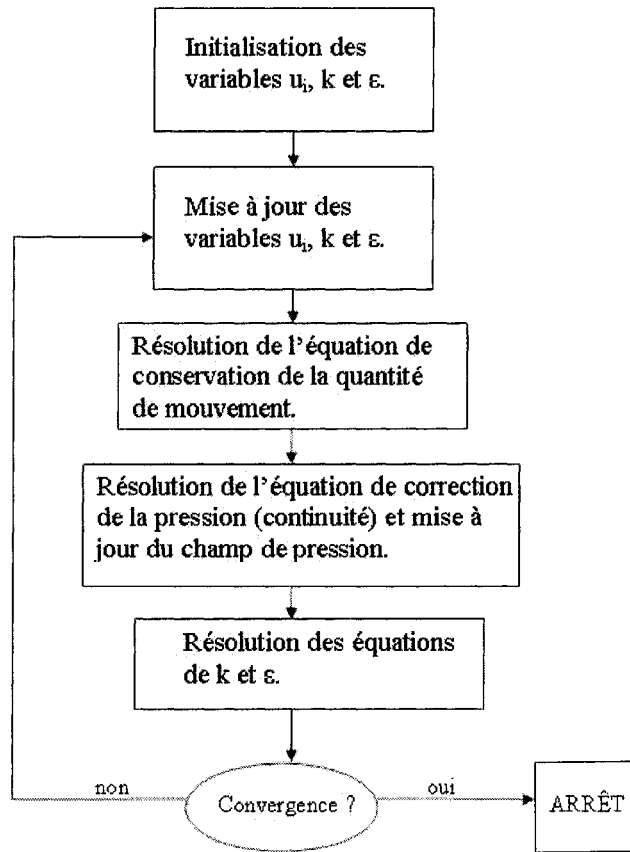 Initialisation des
variables uᵢ, k et ε.
Mise à jour des
variables uᵢ, k et ε.
Résolution de l'équation de
conservation de la quantité
de mouvement.
Résolution de l'équation de correction
de la pression (continuité) et mise à
jour du champ de pression.
Résolution des équations
de k et ε.
non
Convergence ?
oui
ARRÊT